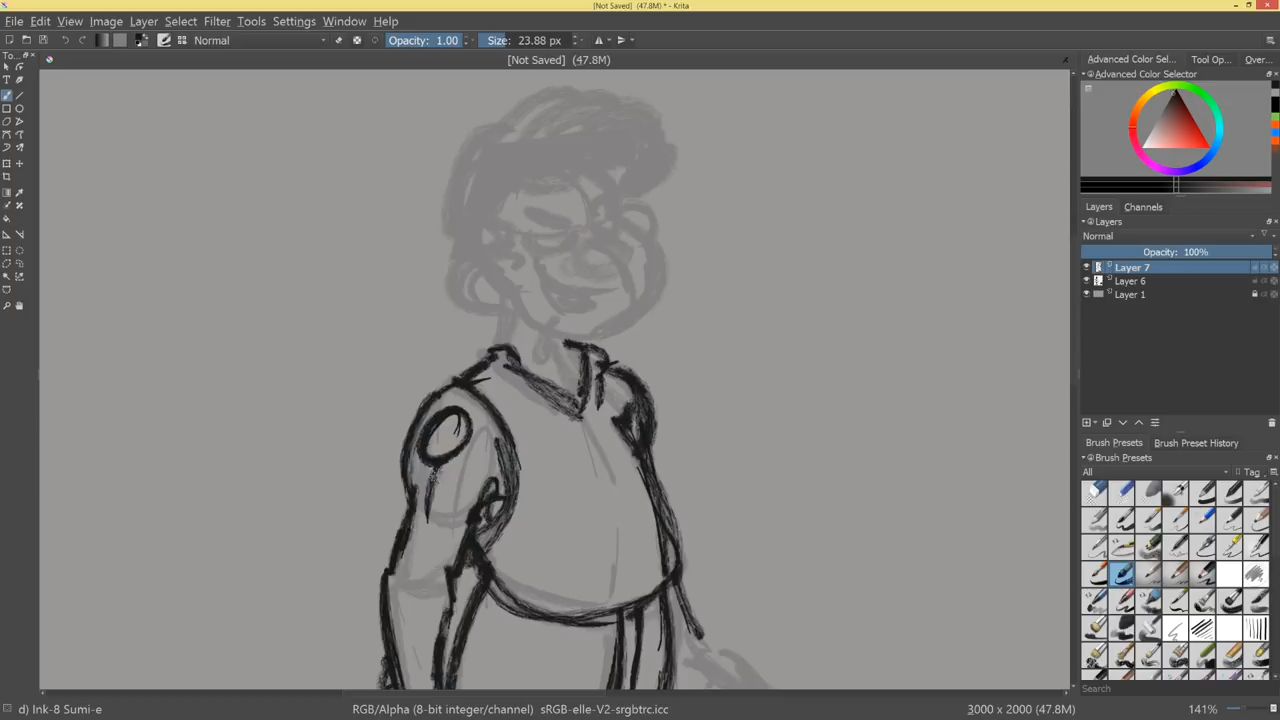 [Not Saved]  (47.8M) * - Krita
File Edit View Image Layer Select Filter Tools Settings Window Help
Normal Opacity: 1.00 Size: 23.88 px
To...
[Not Saved]  (47.8M)
Advanced Color Sel... Tool Op... Over...
Advanced Color Selector
Layers Channels
Layers
Normal
Opacity: 100%
Layer 7
Layer 6
Layer 1
Brush Presets Brush Preset History
Brush Presets
All Tag
Search
d) Ink-8 Sumi-e RGB/Alpha (8-bit integer/channel)  sRGB-elle-V2-srgbtrc.icc 3000 x 2000 (47.8M) 141%